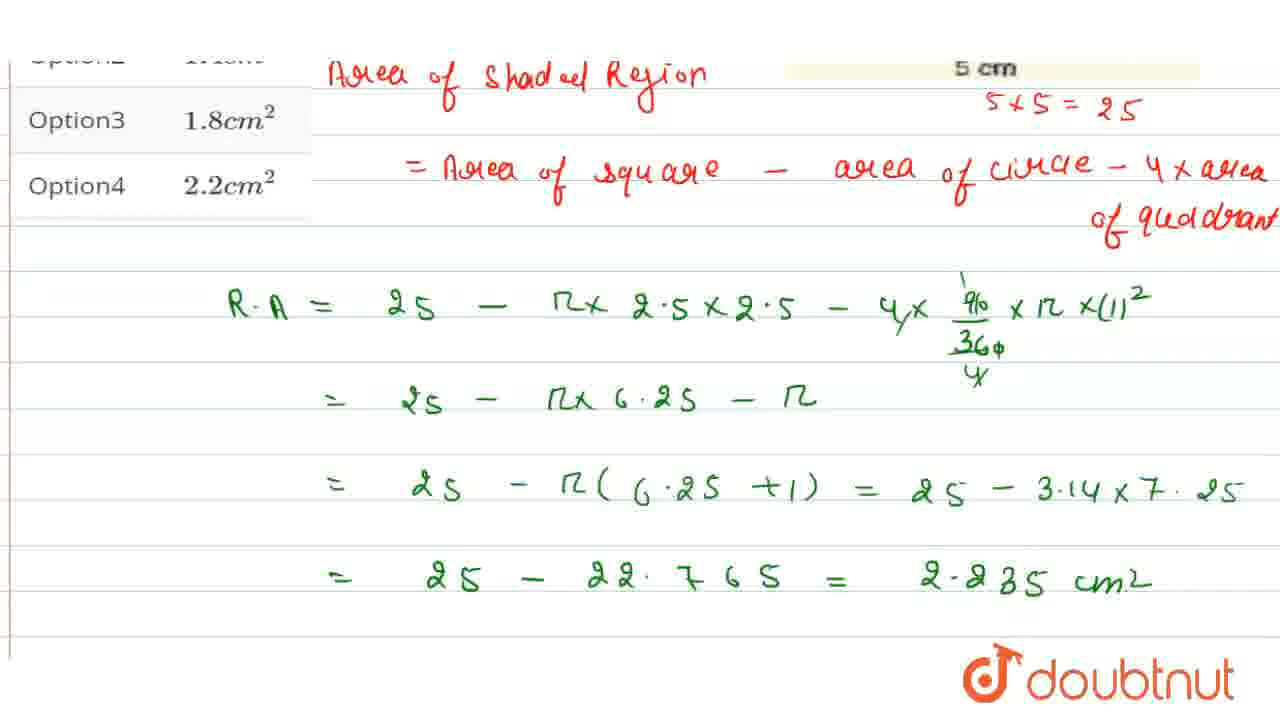 Area of Shaded Region
5 cm
5 x 5 = 25
Option3 1.8cm²
= Area of square - area of circle - 4 x area
Option4 2.2cm²
of quadrant
R.A = 25 - π x 2.5 x 2.5 - 4 x 90/360 x π x (1)²
= 25 - π x 6.25 - π
= 25 - π ( 6.25 + 1 ) = 25 - 3.14 x 7.25
= 25 - 22.765 = 2.235 cm2
doubtnut